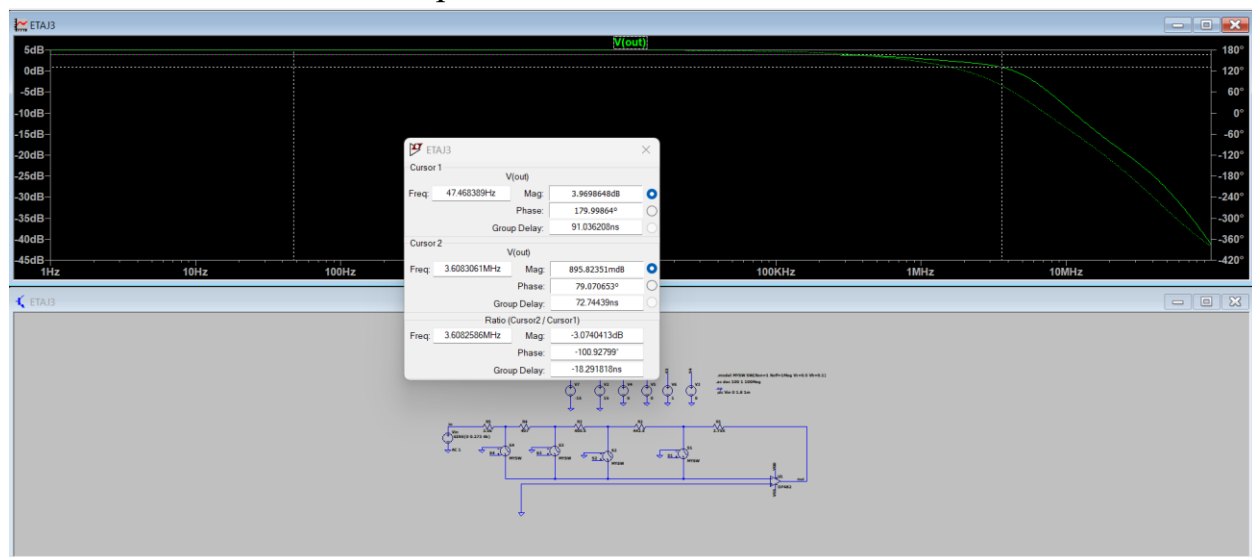 ETAJ3
V(out)
5dB
0dB
-5dB
-10dB
-15dB
-20dB
-25dB
-30dB
-35dB
-40dB
-45dB
180°
120°
60°
0°
-60°
-120°
-180°
-240°
-300°
-360°
-420°
1Hz 10Hz 100Hz 100KHz 1MHz 10MHz
ETAJ3
Cursor 1
V(out)
Freq: 47.468389Hz Mag: 3.9698648dB
Phase: 179.99864°
Group Delay: 91.036208ns
Cursor 2
V(out)
Freq: 3.6083061MHz Mag: 895.82351mdB
Phase: 79.070653°
Group Delay: 72.74439ns
Ratio (Cursor2 / Cursor1)
Freq: 3.6082586MHz Mag: -3.0740413dB
Phase: -100.92799°
Group Delay: -18.291818ns
ETAJ3